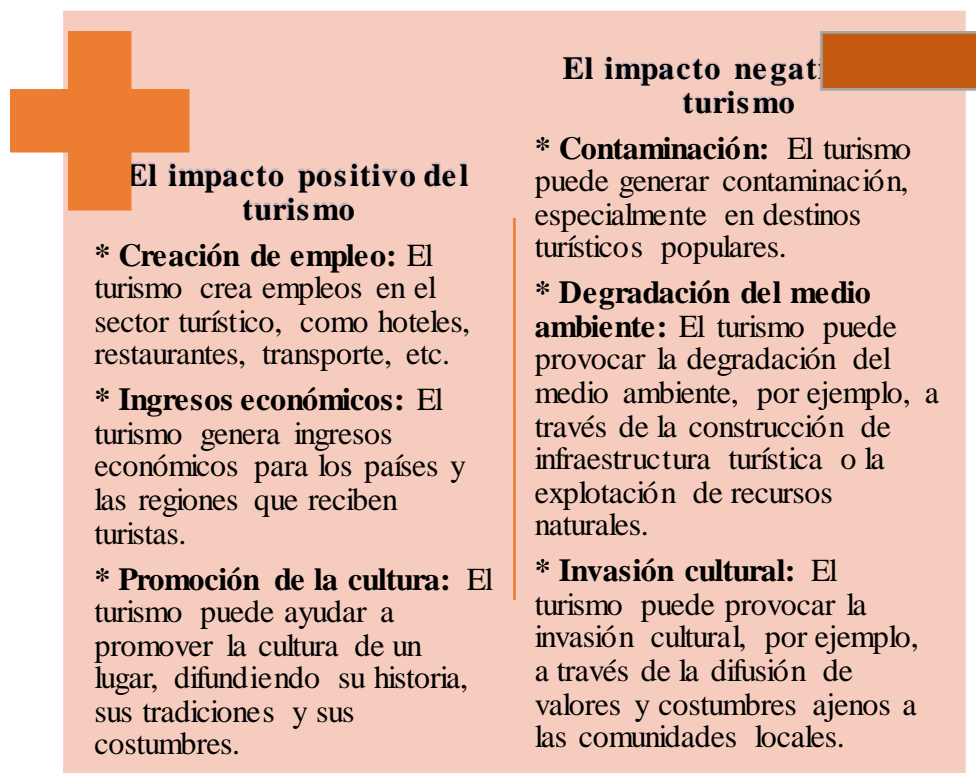 El impacto positivo del
turismo
* Creación de empleo: El
turismo crea empleos en el
sector turístico, como hoteles,
restaurantes, transporte, etc.
* Ingresos económicos: El
turismo genera ingresos
económicos para los países y
las regiones que reciben
turistas.
* Promoción de la cultura: El
turismo puede ayudar a
promover la cultura de un
lugar, difundiendo su historia,
sus tradiciones y sus
costumbres.
El impacto
turismo
* Contaminación: El turismo
puede generar contaminación,
especialmente en destinos
turísticos populares.
* Degradación del medio
ambiente: El turismo puede
provocar la degradación del
medio ambiente, por ejemplo, a
través de la construcción de
infraestructura turística o la
explotación de recursos
naturales.
* Invasión cultural: El
turismo puede provocar la
invasión cultural, por ejemplo,
a través de la difusión de
valores y costumbres ajenos a
las comunidades locales.